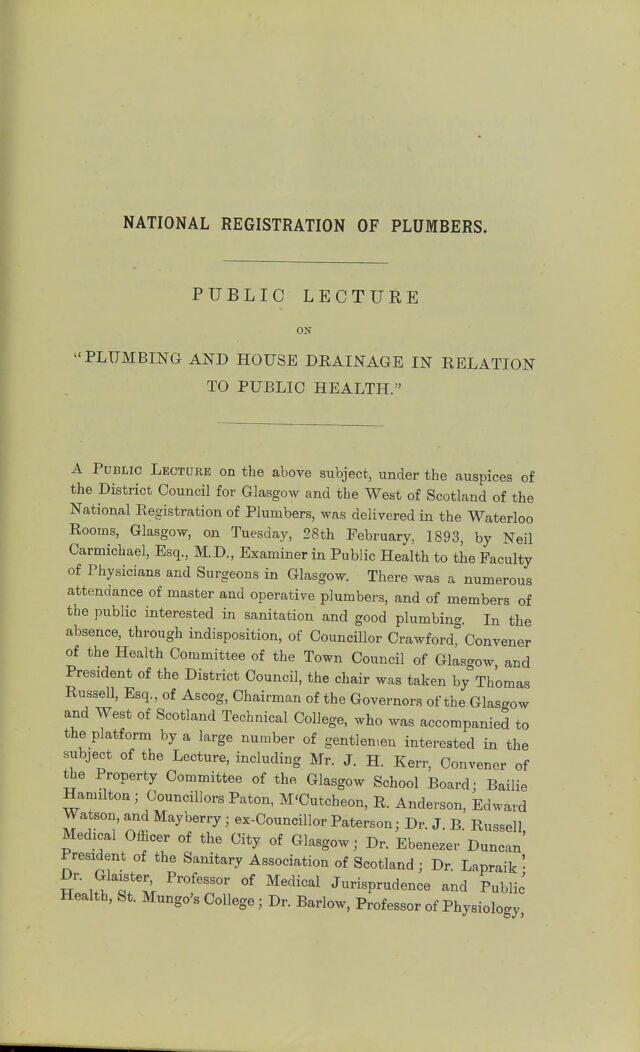 NATIONAL REGISTRATION OF PLUMBERS.
PUBLIC LECTURE
ON
"PLUMBING AND HOUSE DRAINAGE IN RELATION
TO PUBLIC HEALTH."
A PUBLIC LECTURE on the above subject, under the auspices of
the District Council for Glasgow and the West of Scotland of the
National Registration of Plumbers, was delivered in the Waterloo
Rooms, Glasgow, on Tuesday, 28th February, 1893, by Neil
Carmichael, Esq., M.D., Examiner in Public Health to the Faculty
of Physicians and Surgeons in Glasgow. There was a numerous
attendance of master and operative plumbers, and of members of
the public interested in sanitation and good plumbing. In the
absence, through indisposition, of Councillor Crawford, Convener
of the Health Committee of the Town Council of Glasgow, and
President of the District Council, the chair was taken by Thomas
Russell, Esq., of Ascog, Chairman of the Governors of the Glasgow
and West of Scotland Technical College, who was accompanied to
the platform by a large number of gentlemen interested in the
subject of the Lecture, including Mr. J. H. Kerr, Convener of
the Property Committee of the Glasgow School Board; Bailie
Hamilton; Councillors Paton, M'Cutcheon, R. Anderson, Edward
Watson, and Mayberry; ex-Councillor Paterson; Dr. J. B. Russell,
Medical Officer of the City of Glasgow; Dr. Ebenezer Duncan,
President of the Sanitary Association of Scotland; Dr. Lapraik;
Dr. Glaister, Professor of Medical Jurisprudence and Public
Health, St. Mungo's College; Dr. Barlow, Professor of Physiology,